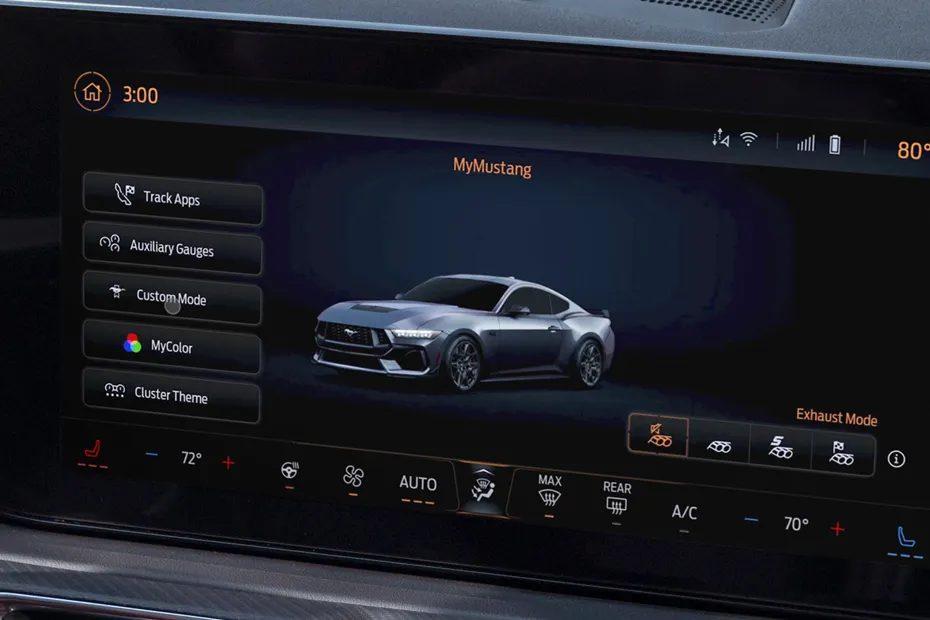 3:00
80°
MyMustang
Track Apps
Auxiliary Gauges
Custom Mode
MyColor
Cluster Theme
Exhaust Mode
S
72°
AUTO
MAX
REAR
A/C
70°